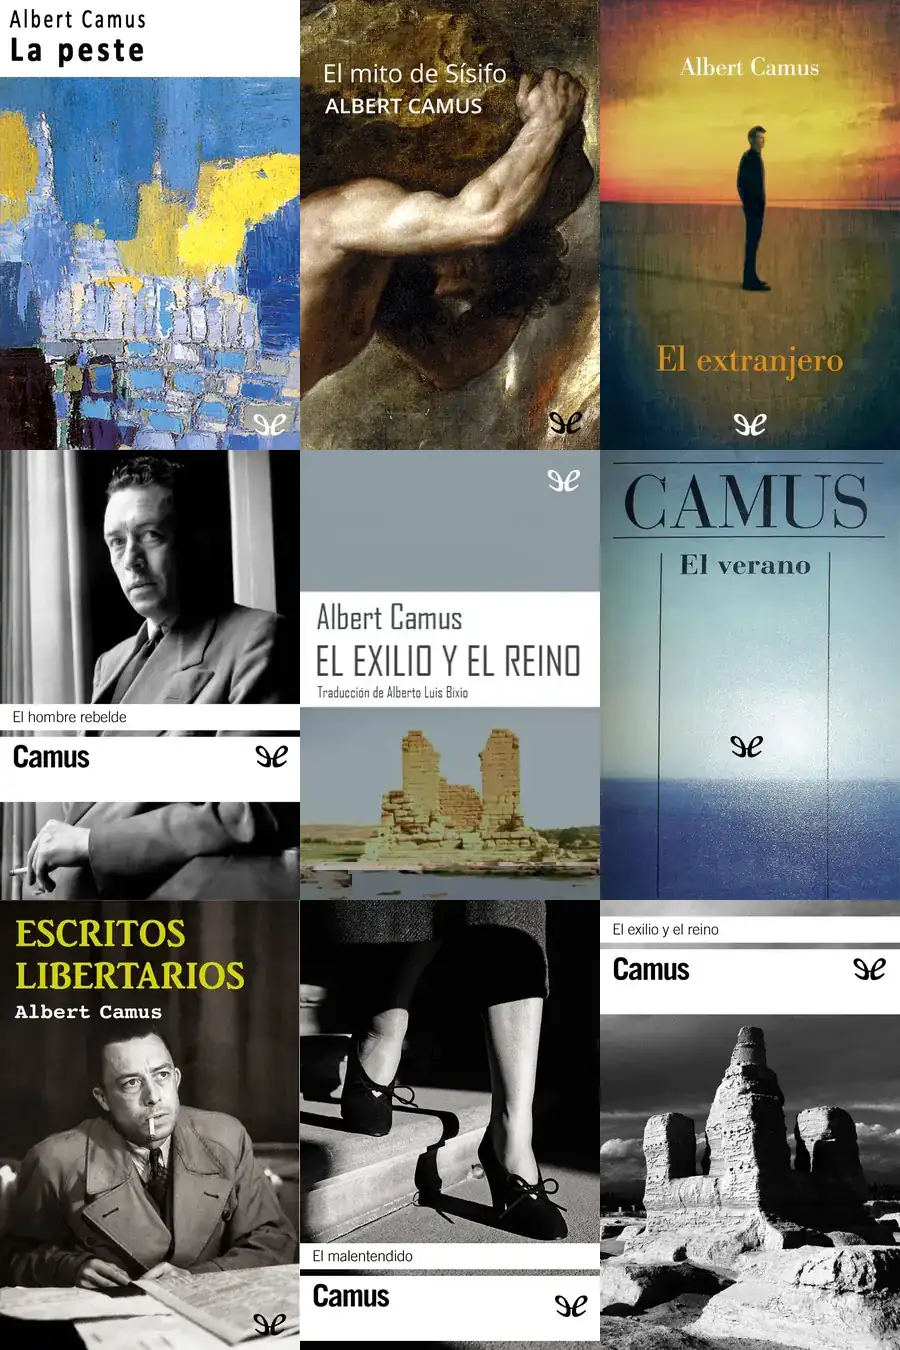 Albert Camus
La peste
El mito de Sísifo
ALBERT CAMUS
Albert Camus
El extranjero
El hombre rebelde
Camus
Albert Camus
EL EXILIO Y EL REINO
Traducción de Alberto Luis Bixio
CAMUS
El verano
ESCRITOS
LIBERTARIOS
Albert Camus
El malentendido
Camus
El exilio y el reino
Camus